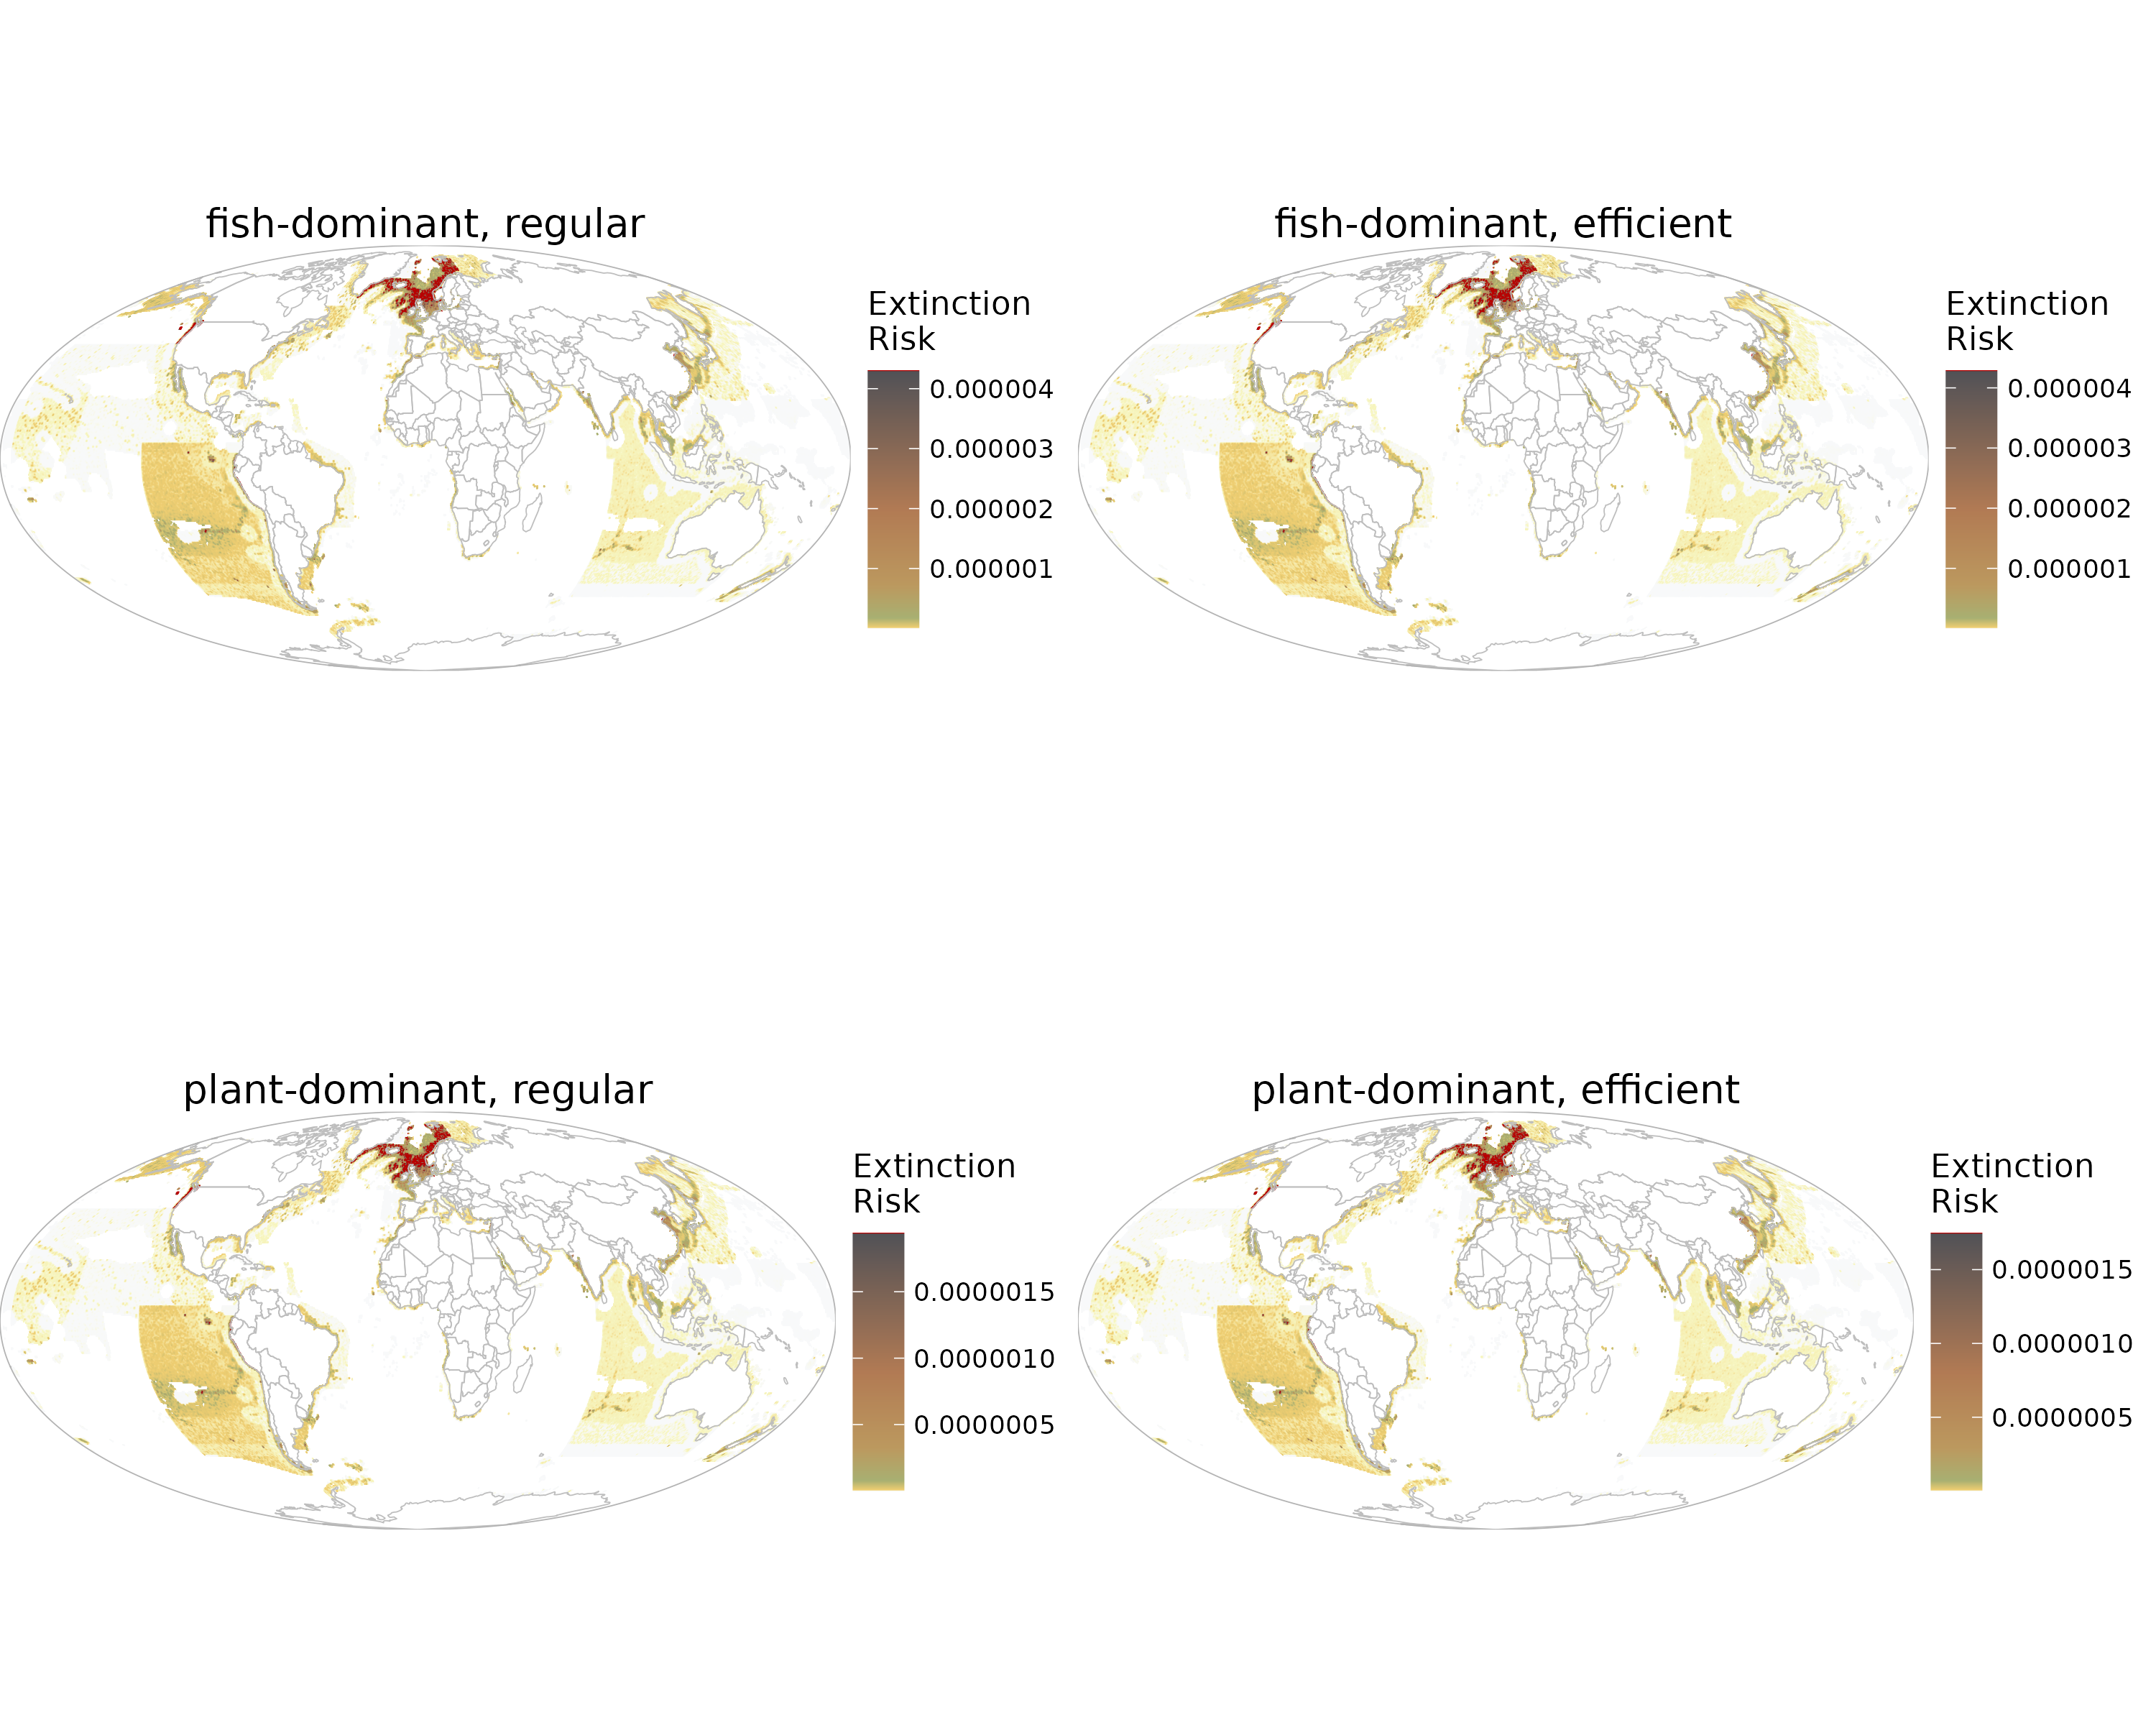 fish-dominant, regular
Extinction
Risk
0.000004
0.000003
0.000002
0.000001
fish-dominant, efficient
Extinction
Risk
0.000004
0.000003
0.000002
0.000001
plant-dominant, regular
Extinction
Risk
0.0000015
0.0000010
0.0000005
plant-dominant, efficient
Extinction
Risk
0.0000015
0.0000010
0.0000005